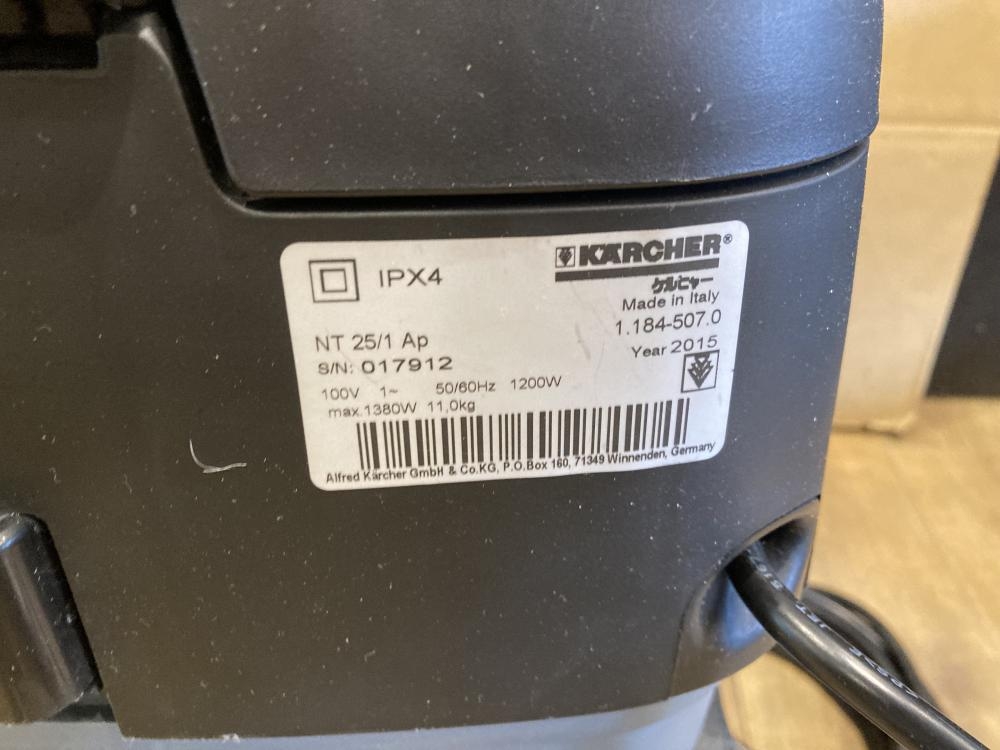 IPX4
KÄRCHER®
ケルヒャー
Made in Italy
1.184-507.0
NT 25/1 Ap
Year 2015
S/N: 017912
100V 1~ 50/60Hz 1200W
max.1380W 11,0kg
Alfred Kärcher GmbH & Co.KG, P.O.Box 160, 71349 Winnenden, Germany